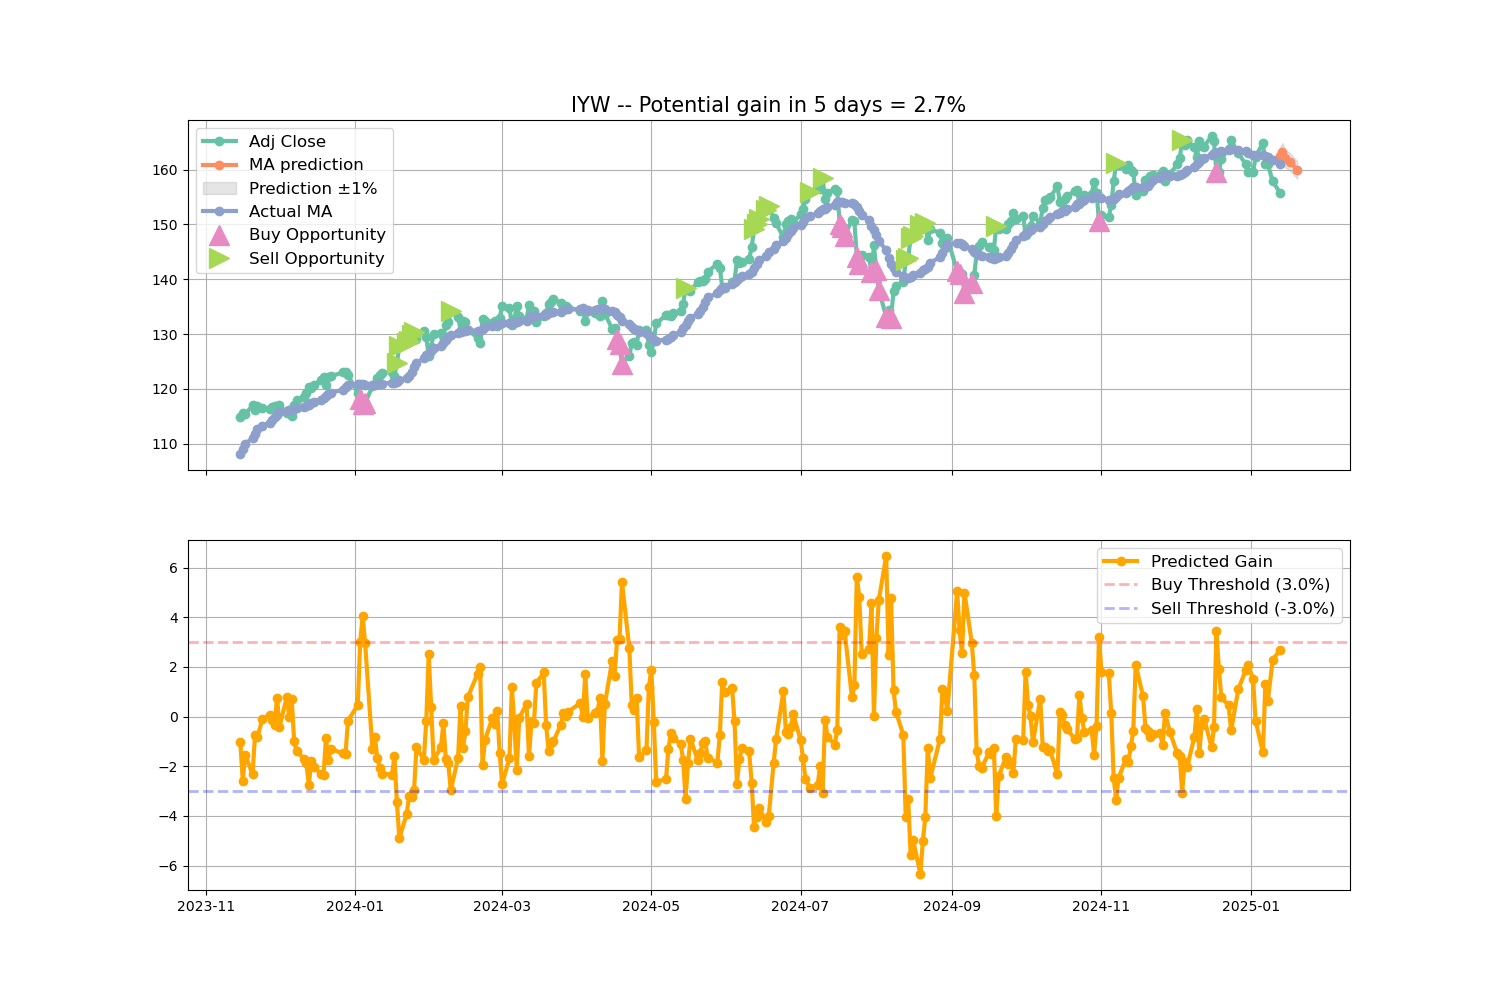 IYW -- Potential gain in 5 days = 2.7%
Adj Close
MA prediction
Prediction ±1%
Actual MA
Buy Opportunity
Sell Opportunity
160
150
140
130
120
110
Predicted Gain
Buy Threshold (3.0%)
Sell Threshold (-3.0%)
6
4
2
0
−2
−4
−6
2023-11 2024-01 2024-03 2024-05 2024-07 2024-09 2024-11 2025-01